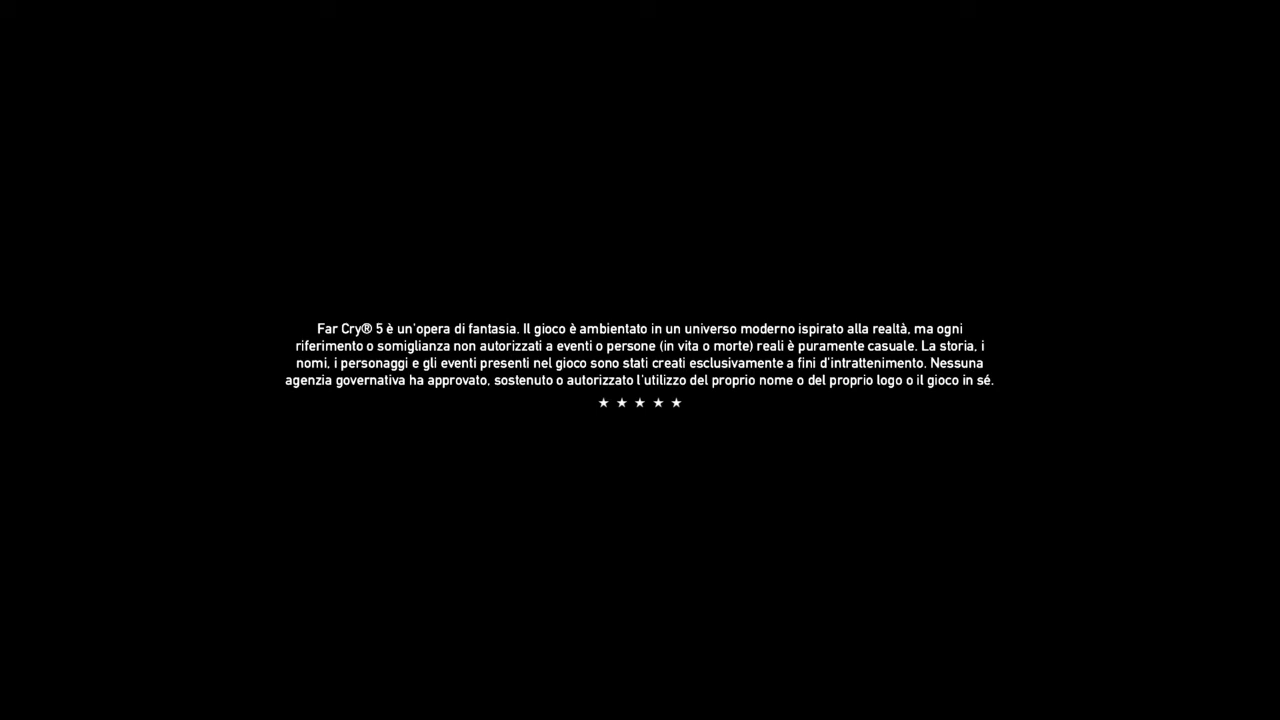 Far Cry® 5 è un'opera di fantasia. Il gioco è ambientato in un universo moderno ispirato alla realtà, ma ogni
riferimento o somiglianza non autorizzati a eventi o persone (in vita o morte) reali è puramente casuale. La storia, i
nomi, i personaggi e gli eventi presenti nel gioco sono stati creati esclusivamente a fini d'intrattenimento. Nessuna
agenzia governativa ha approvato, sostenuto o autorizzato l'utilizzo del proprio nome o del proprio logo o il gioco in sé.
★ ★ ★ ★ ★